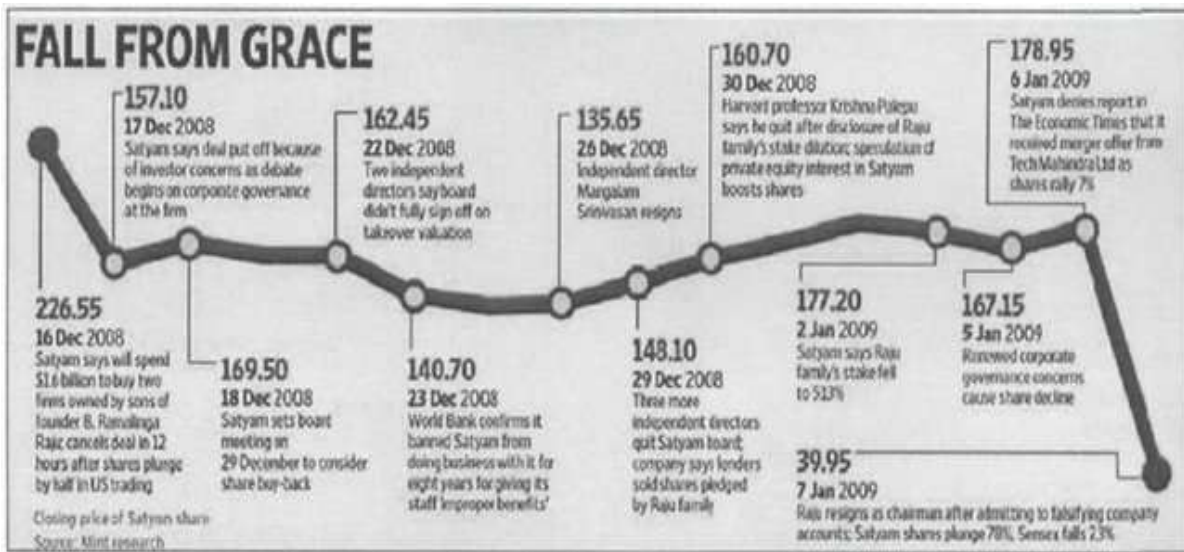 FALL FROM GRACE
157.10
17 Dec 2008
Satyam says deal put off because
of investor concerns as debate
begins on corporate governance
at the firm
162.45
22 Dec 2008
Two independent
directors say board
didn't fully sign off on
takeover valuation
135.65
26 Dec 2008
Independent director
Mangalam
Srinivasan resigns
160.70
30 Dec 2008
Harvard professor Krishna Palepu
says he quit after disclosure of Raju
family's stake dilution; speculation of
private equity interest in Satyam
boosts shares
178.95
6 Jan 2009
Satyam denies report in
The Economic Times that it
received merger offer from
Tech Mahindra Ltd as
shares rally 7%
226.55
16 Dec 2008
Satyam says will spend
$1.6 billion to buy two
firms owned by sons of
founder B. Ramalinga
Raju; cancels deal in 12
hours after shares plunge
by half in US trading
169.50
18 Dec 2008
Satyam sets board
meeting on
29 December to consider
share buy-back
140.70
23 Dec 2008
World Bank confirms it
banned Satyam from
doing business with it for
eight years for giving its
staff 'improper benefits'
148.10
29 Dec 2008
Three more
independent directors
quit Satyam board;
company says lenders
sold shares pledged
by Raju family
177.20
2 Jan 2009
Satyam says Raju
family's stake fell
to 5.13%
167.15
5 Jan 2009
Renewed corporate
governance concerns
cause share decline
39.95
7 Jan 2009
Raju resigns as chairman after admitting to falsifying company
accounts; Satyam shares plunge 78%, Sensex falls 7.3%
Closing price of Satyam share
Source: Mint research